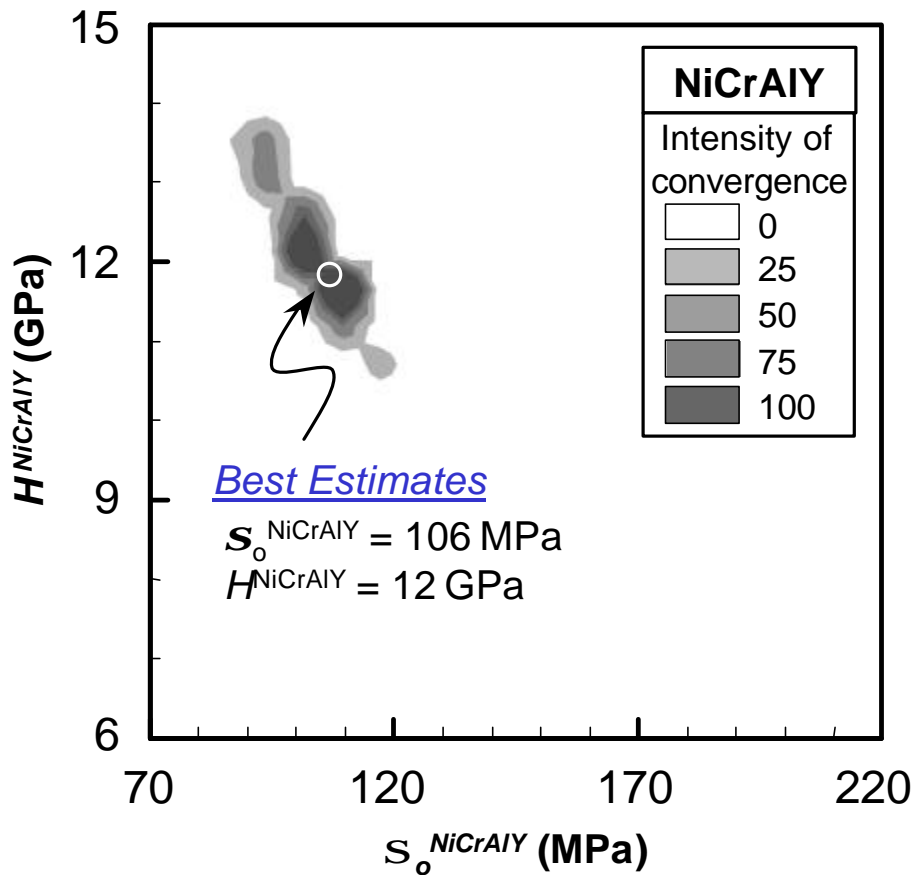 15
12
9
6
H^NiCrAlY (GPa)
NiCrAlY
Intensity of
convergence
0
25
50
75
100
Best Estimates
s_o^NiCrAlY = 106 MPa
H^NiCrAlY = 12 GPa
70 120 170 220
s_o^NiCrAlY (MPa)